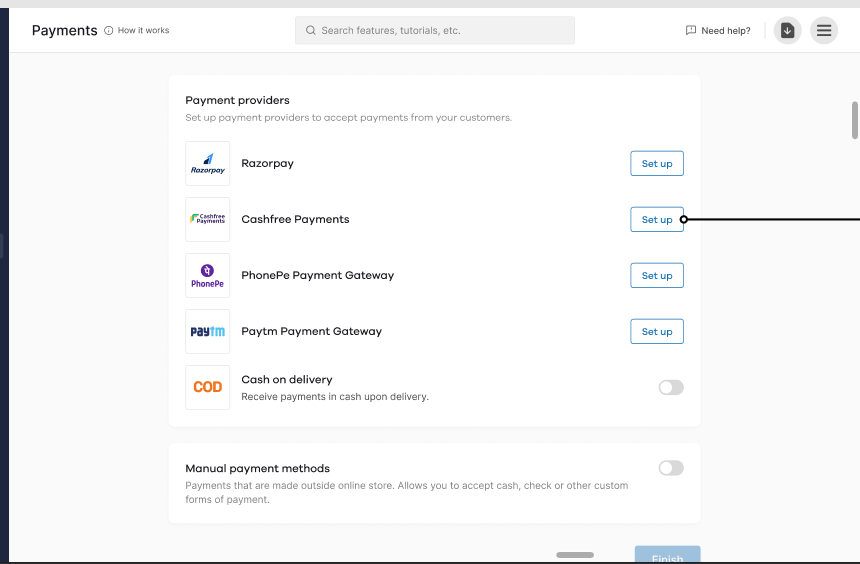 Payments How it works
Search features, tutorials, etc.
Need help?
Payment providers
Set up payment providers to accept payments from your customers.
Razorpay
Razorpay
Set up
Cashfree Payments
Cashfree Payments
Set up
PhonePe
PhonePe Payment Gateway
Set up
paytm
Paytm Payment Gateway
Set up
COD
Cash on delivery
Receive payments in cash upon delivery.
Manual payment methods
Payments that are made outside online store. Allows you to accept cash, check or other custom
forms of payment.
Finish